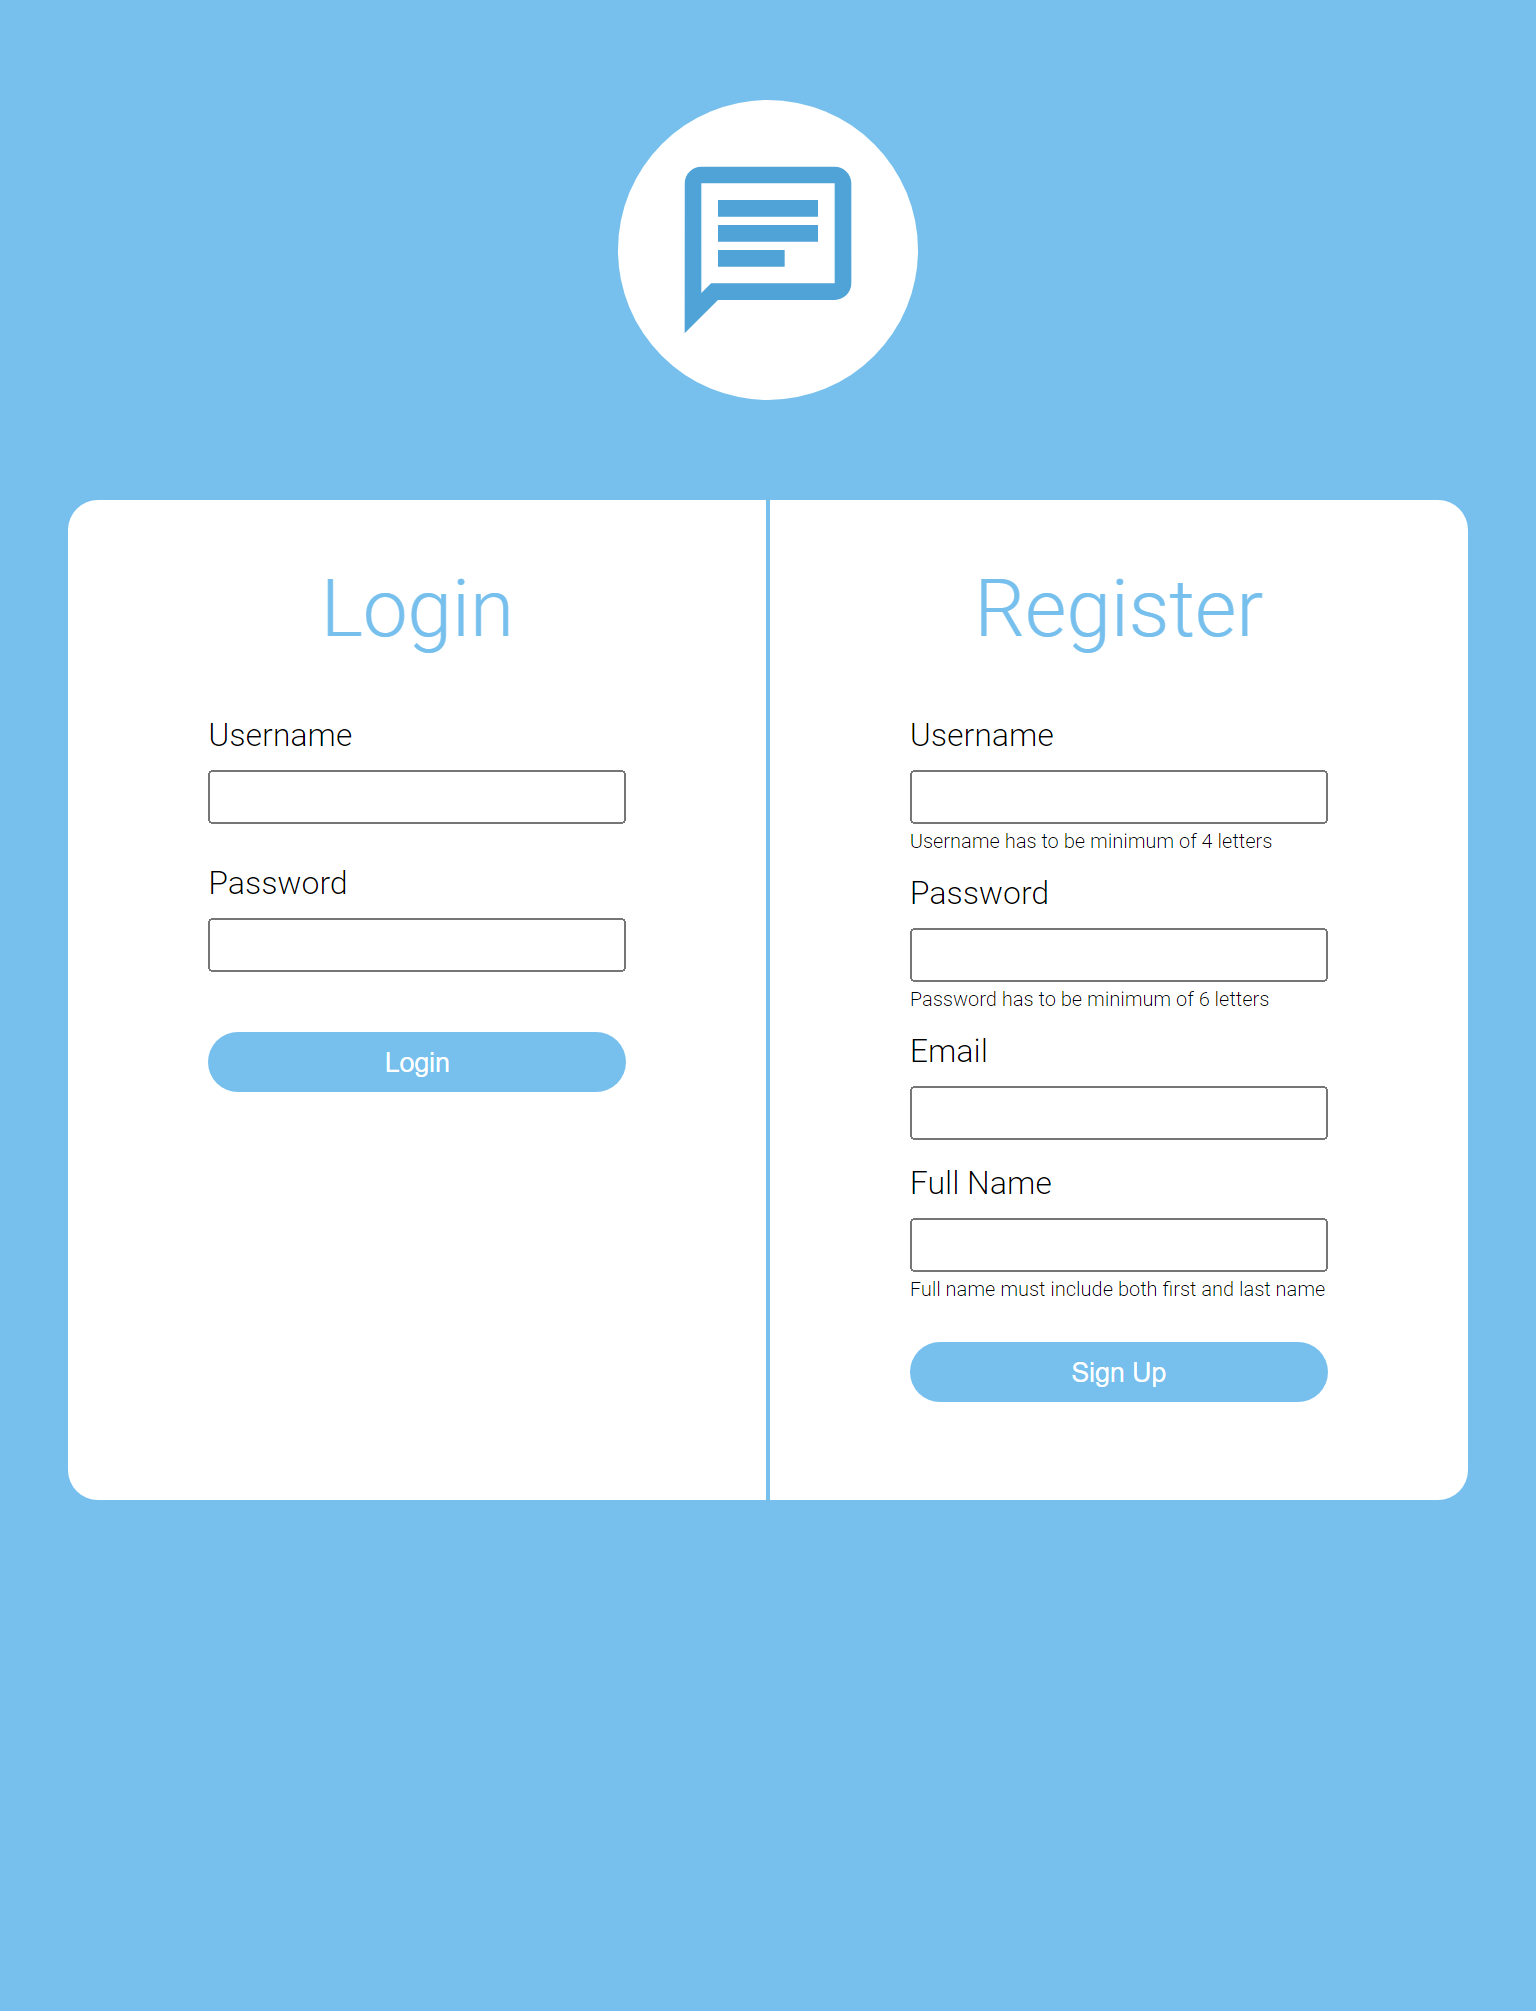 Login
Username
Password
Login
Register
Username
Username has to be minimum of 4 letters
Password
Password has to be minimum of 6 letters
Email
Full Name
Full name must include both first and last name
Sign Up